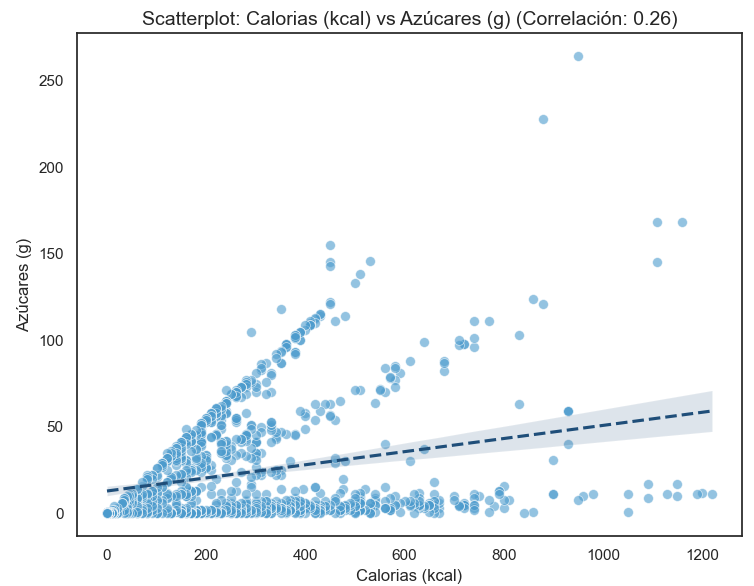 Scatterplot: Calorias (kcal) vs Azúcares (g) (Correlación: 0.26)
250
200
150
100
50
0
Azúcares (g)
0 200 400 600 800 1000 1200
Calorias (kcal)